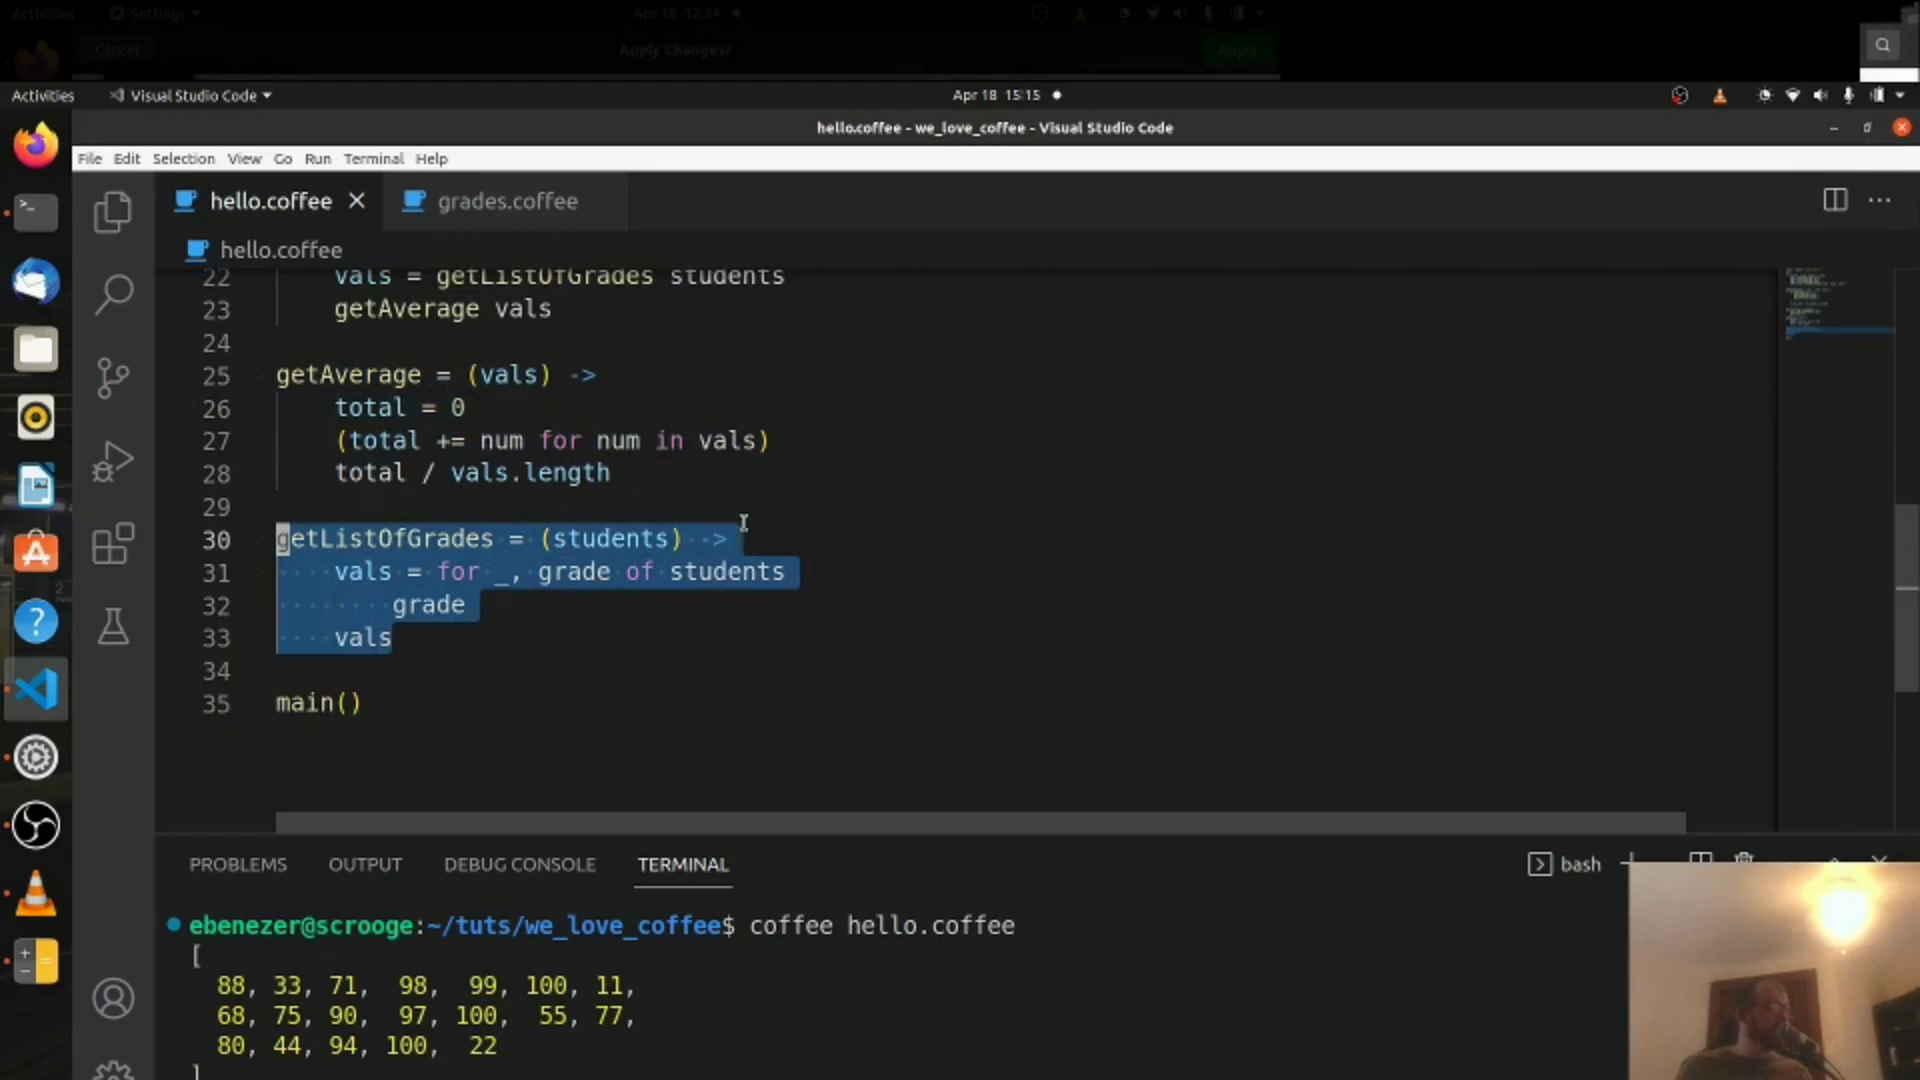 Activities Settings Apr 18 12:34
Cancel Apply Changes? Apply
Activities Visual Studio Code Apr 18 15:15
hello.coffee - we_love_coffee - Visual Studio Code
File Edit Selection View Go Run Terminal Help
hello.coffee grades.coffee
hello.coffee
22 vals = getListOfGrades students
23 getAverage vals
24
25 getAverage = (vals) ->
26 total = 0
27 (total += num for num in vals)
28 total / vals.length
29
30 getListOfGrades = (students) ->
31 vals = for _, grade of students
32 grade
33 vals
34
35 main()
PROBLEMS OUTPUT DEBUG CONSOLE TERMINAL bash
ebenezer@scrooge:~/tuts/we_love_coffee$ coffee hello.coffee
[
88, 33, 71, 98, 99, 100, 11,
68, 75, 90, 97, 100, 55, 77,
80, 44, 94, 100, 22
]